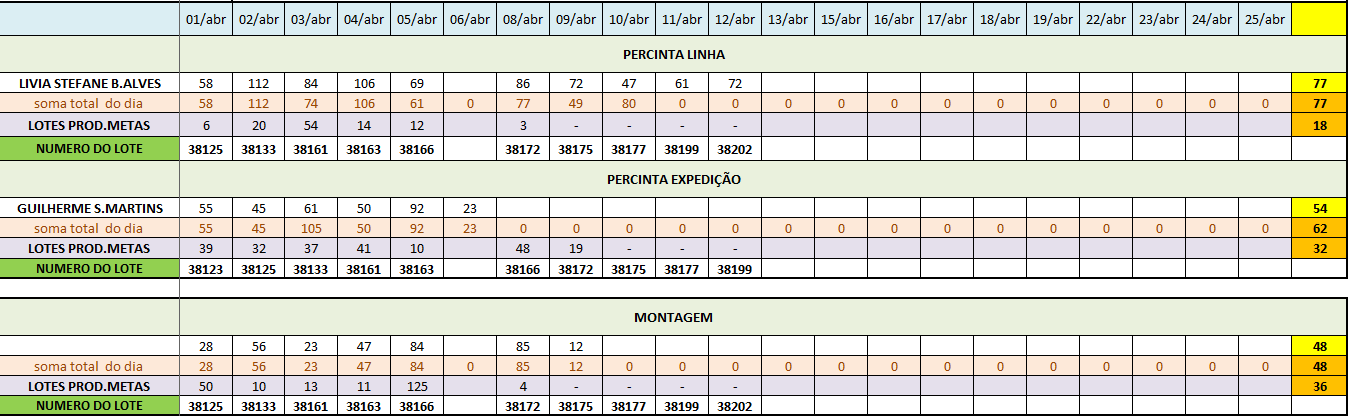 01/abr 02/abr 03/abr 04/abr 05/abr 06/abr 08/abr 09/abr 10/abr 11/abr 12/abr 13/abr 15/abr 16/abr 17/abr 18/abr 19/abr 22/abr 23/abr 24/abr 25/abr
PERCINTA LINHA
LIVIA STEFANE B.ALVES 58 112 84 106 69 86 72 47 61 72 77
soma total do dia 58 112 74 106 61 0 77 49 80 0 0 0 0 0 0 0 0 0 0 0 0 77
LOTES PROD.METAS 6 20 54 14 12 3 - - - - 18
NUMERO DO LOTE 38125 38133 38161 38163 38166 38172 38175 38177 38199 38202
PERCINTA EXPEDIÇÃO
GUILHERME S.MARTINS 55 45 61 50 92 23 54
soma total do dia 55 45 105 50 92 23 0 0 0 0 0 0 0 0 0 0 0 0 0 0 0 62
LOTES PROD.METAS 39 32 37 41 10 48 19 - - - 32
NUMERO DO LOTE 38123 38125 38133 38161 38163 38166 38172 38175 38177 38199
MONTAGEM
28 56 23 47 84 85 12 48
soma total do dia 28 56 23 47 84 0 85 12 0 0 0 0 0 0 0 0 0 0 0 0 0 48
LOTES PROD.METAS 50 10 13 11 125 4 - - - - 36
NUMERO DO LOTE 38125 38133 38161 38163 38166 38172 38175 38177 38199 38202